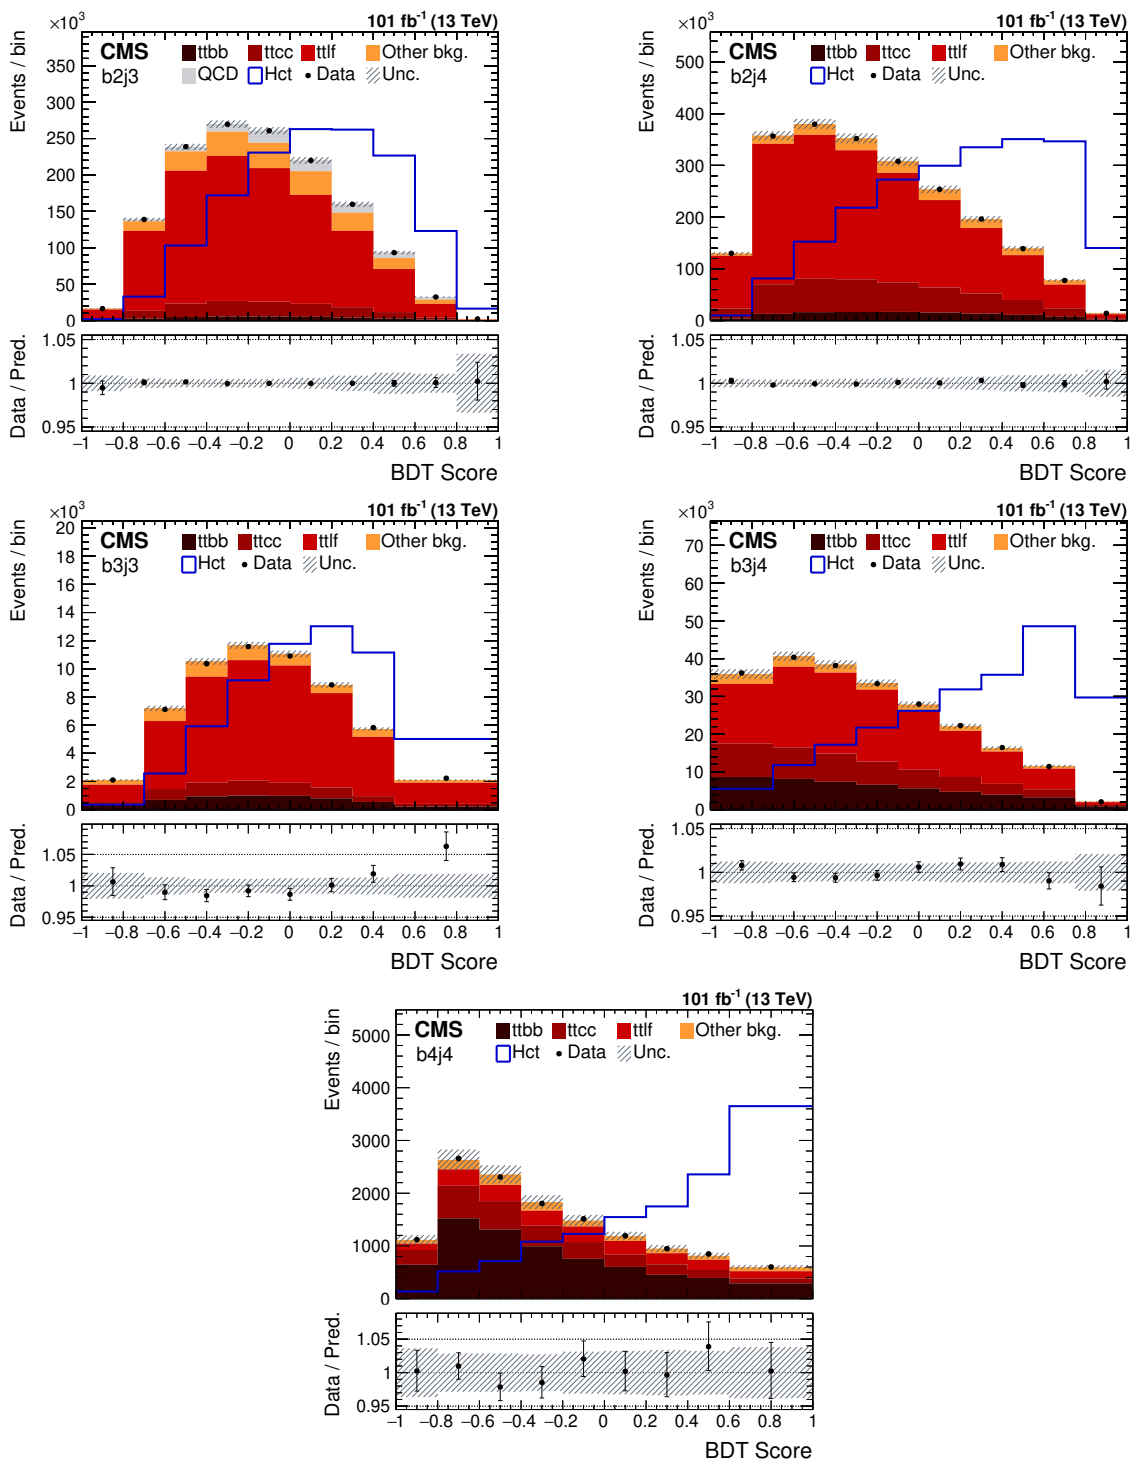 ×10³ 101 fb⁻¹ (13 TeV)
Events / bin
CMS ttbb ttcc ttlf Other bkg.
b2j3 QCD Hct Data Unc.
350
300
250
200
150
100
50
0
Data / Pred.
1.05
1
0.95
−1 −0.8 −0.6 −0.4 −0.2 0 0.2 0.4 0.6 0.8 1
BDT Score
×10³ 101 fb⁻¹ (13 TeV)
Events / bin
CMS ttbb ttcc ttlf Other bkg.
b2j4 Hct Data Unc.
500
400
300
200
100
0
Data / Pred.
1.05
1
0.95
−1 −0.8 −0.6 −0.4 −0.2 0 0.2 0.4 0.6 0.8 1
BDT Score
×10³ 101 fb⁻¹ (13 TeV)
Events / bin
CMS ttbb ttcc ttlf Other bkg.
b3j3 Hct Data Unc.
20
18
16
14
12
10
8
6
4
2
0
Data / Pred.
1.05
1
0.95
−1 −0.8 −0.6 −0.4 −0.2 0 0.2 0.4 0.6 0.8 1
BDT Score
×10³ 101 fb⁻¹ (13 TeV)
Events / bin
CMS ttbb ttcc ttlf Other bkg.
b3j4 Hct Data Unc.
70
60
50
40
30
20
10
0
Data / Pred.
1.05
1
0.95
−1 −0.8 −0.6 −0.4 −0.2 0 0.2 0.4 0.6 0.8 1
BDT Score
101 fb⁻¹ (13 TeV)
Events / bin
CMS ttbb ttcc ttlf Other bkg.
b4j4 Hct Data Unc.
5000
4000
3000
2000
1000
0
Data / Pred.
1.05
1
0.95
−1 −0.8 −0.6 −0.4 −0.2 0 0.2 0.4 0.6 0.8 1
BDT Score